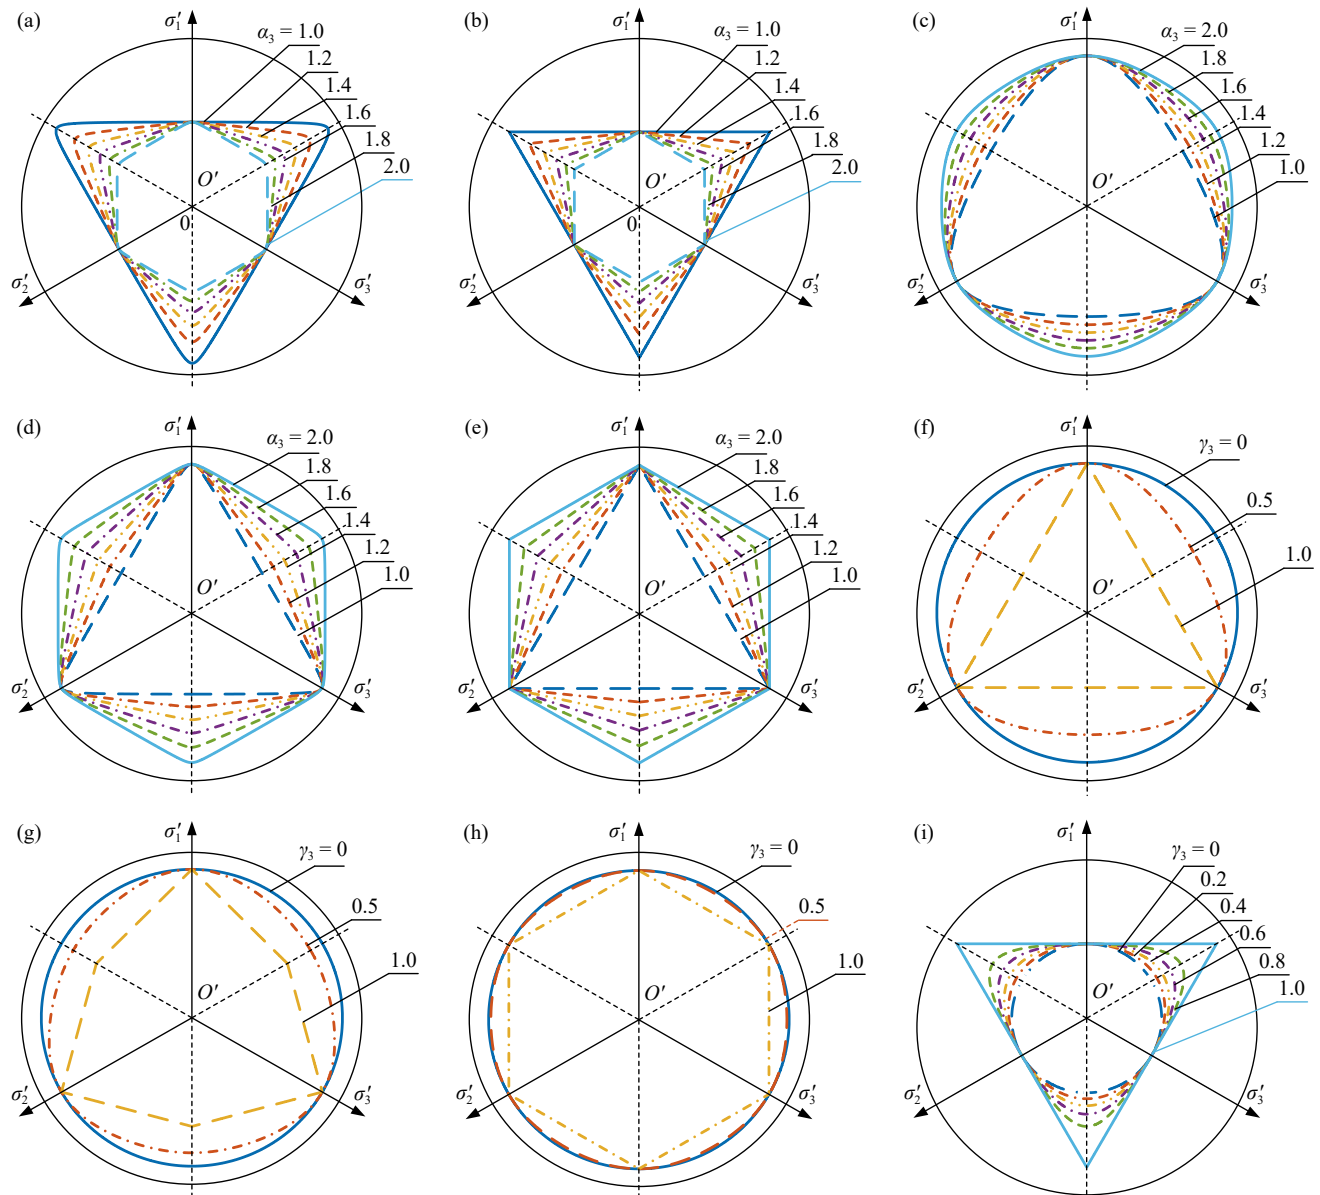 (a)
σ′₁
α₃ = 1.0
1.2
1.4
1.6
1.8
2.0
O′
0
σ′₂
σ′₃
(b)
σ′₁
α₃ = 1.0
1.2
1.4
1.6
1.8
2.0
O′
0
σ′₂
σ′₃
(c)
σ′₁
α₃ = 2.0
1.8
1.6
1.4
1.2
1.0
O′
σ′₂
σ′₃
(d)
σ′₁
α₃ = 2.0
1.8
1.6
1.4
1.2
1.0
O′
σ′₂
σ′₃
(e)
σ′₁
α₃ = 2.0
1.8
1.6
1.4
1.2
1.0
O′
σ′₂
σ′₃
(f)
σ′₁
γ₃ = 0
0.5
1.0
O′
σ′₂
σ′₃
(g)
σ′₁
γ₃ = 0
0.5
1.0
O′
σ′₂
σ′₃
(h)
σ′₁
γ₃ = 0
0.5
1.0
O′
σ′₂
σ′₃
(i)
σ′₁
γ₃ = 0
0.2
0.4
0.6
0.8
1.0
O′
σ′₂
σ′₃